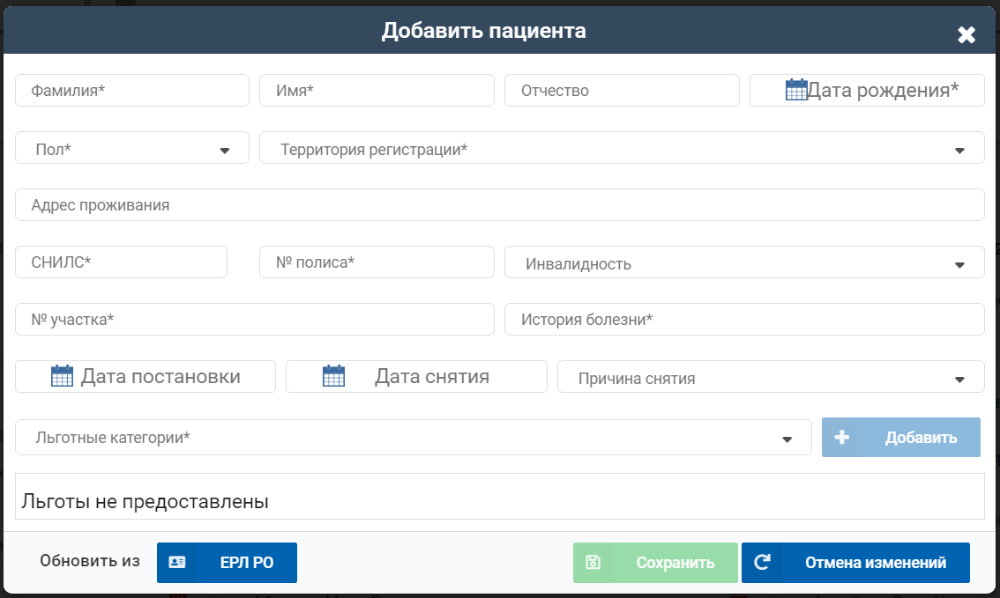 Добавить пациента
Фамилия* Имя* Отчество Дата рождения*
Пол* Территория регистрации*
Адрес проживания
СНИЛС* № полиса* Инвалидность
№ участка* История болезни*
Дата постановки Дата снятия Причина снятия
Льготные категории* Добавить
Льготы не предоставлены
Обновить из ЕРЛ РО Сохранить Отмена изменений